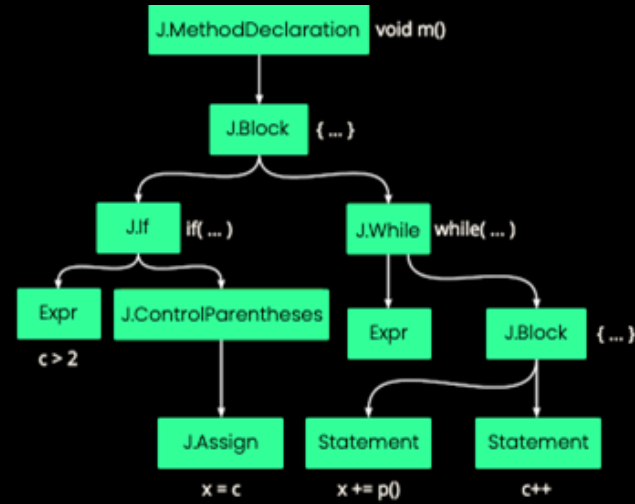 J.MethodDeclaration void m()
J.Block { ... }
J.If if( ... )
J.While while( ... )
Expr
J.ControlParentheses
Expr
J.Block { ... }
c > 2
J.Assign
Statement
Statement
x = c
x += p()
c++